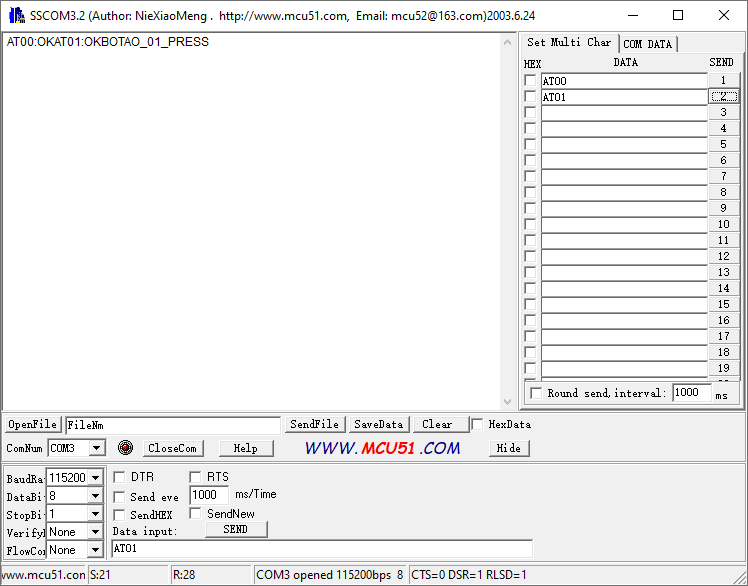 SSCOM3.2 (Author: NieXiaoMeng . http://www.mcu51.com, Email: mcu52@163.com)2003.6.24
AT00:OKAT01:OKBOTAO_01_PRESS
Set Multi Char COM DATA
HEX DATA SEND
AT00 1
AT01 2
3
4
5
6
7
8
9
10
11
12
13
14
15
16
17
18
19
Round send,interval: 1000 ms
OpenFile FileNm SendFile SaveData Clear HexData
ComNum COM3 CloseCom Help WWW.MCU51.COM Hide
BaudRa 115200 DTR RTS
DataBi 8 Send eve 1000 ms/Time
StopBi 1 SendHEX SendNew
Verify None Data input: SEND
FlowCo None AT01
www.mcu51.con S:21 R:28 COM3 opened 115200bps 8 CTS=0 DSR=1 RLSD=1